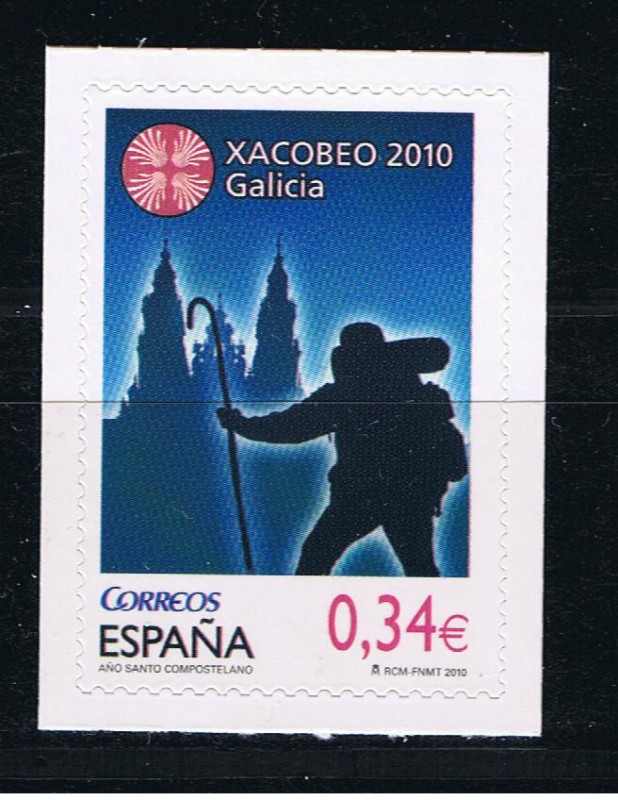 XACOBEO 2010
Galicia
CORREOS
ESPAÑA
0,34€
AÑO SANTO COMPOSTELANO
RCM-FNMT 2010